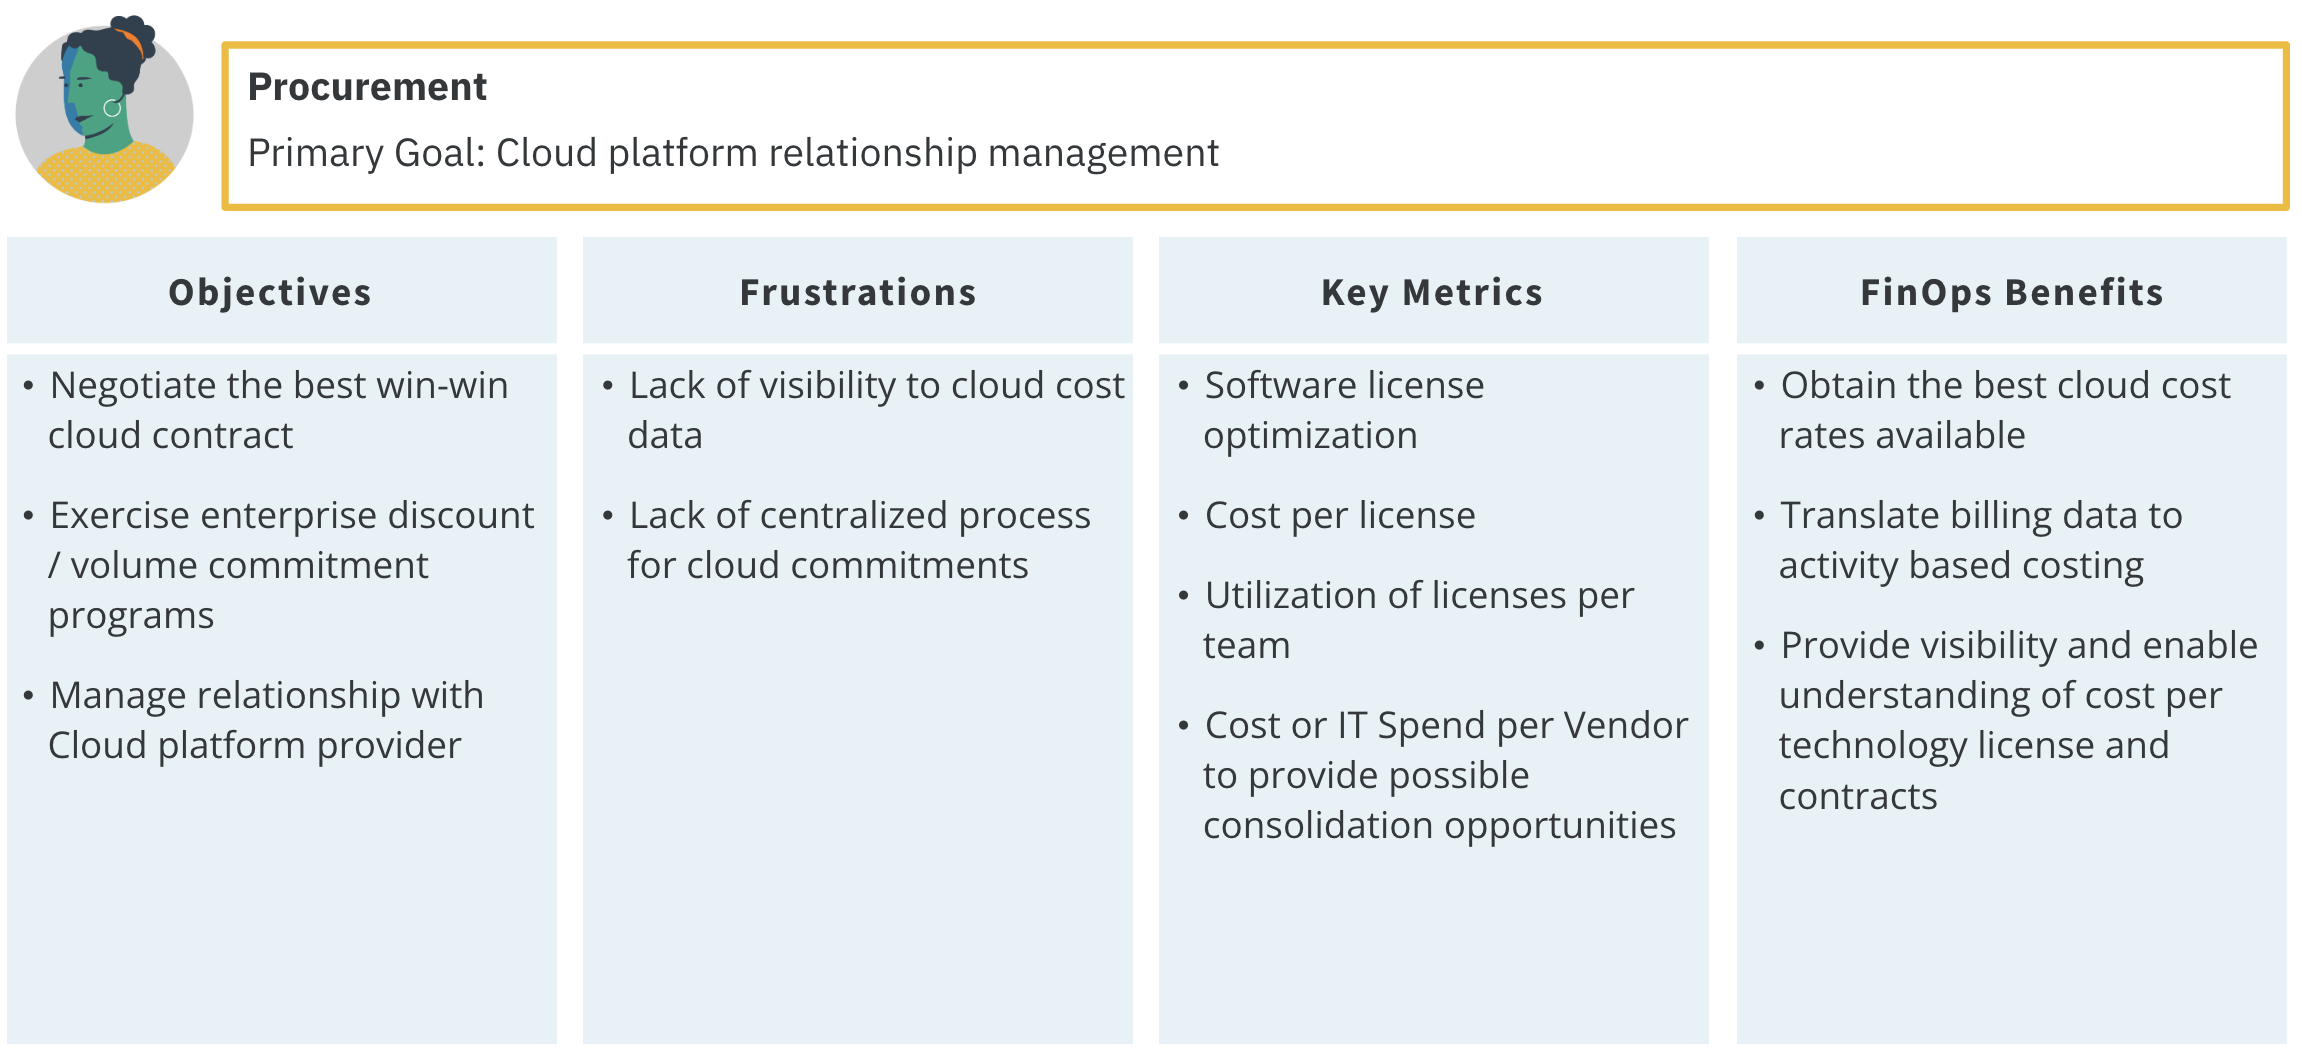 Procurement
Primary Goal: Cloud platform relationship management
Objectives
• Negotiate the best win-win
cloud contract
• Exercise enterprise discount
/ volume commitment
programs
• Manage relationship with
Cloud platform provider
Frustrations
• Lack of visibility to cloud cost
data
• Lack of centralized process
for cloud commitments
Key Metrics
• Software license
optimization
• Cost per license
• Utilization of licenses per
team
• Cost or IT Spend per Vendor
to provide possible
consolidation opportunities
FinOps Benefits
• Obtain the best cloud cost
rates available
• Translate billing data to
activity based costing
• Provide visibility and enable
understanding of cost per
technology license and
contracts